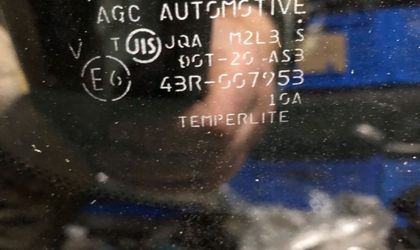 AGC AUTOMOTIVE
V T JIS JQA M2L3 S
DOT-20-AS3
E6 43R-007953
10A
TEMPERLITE